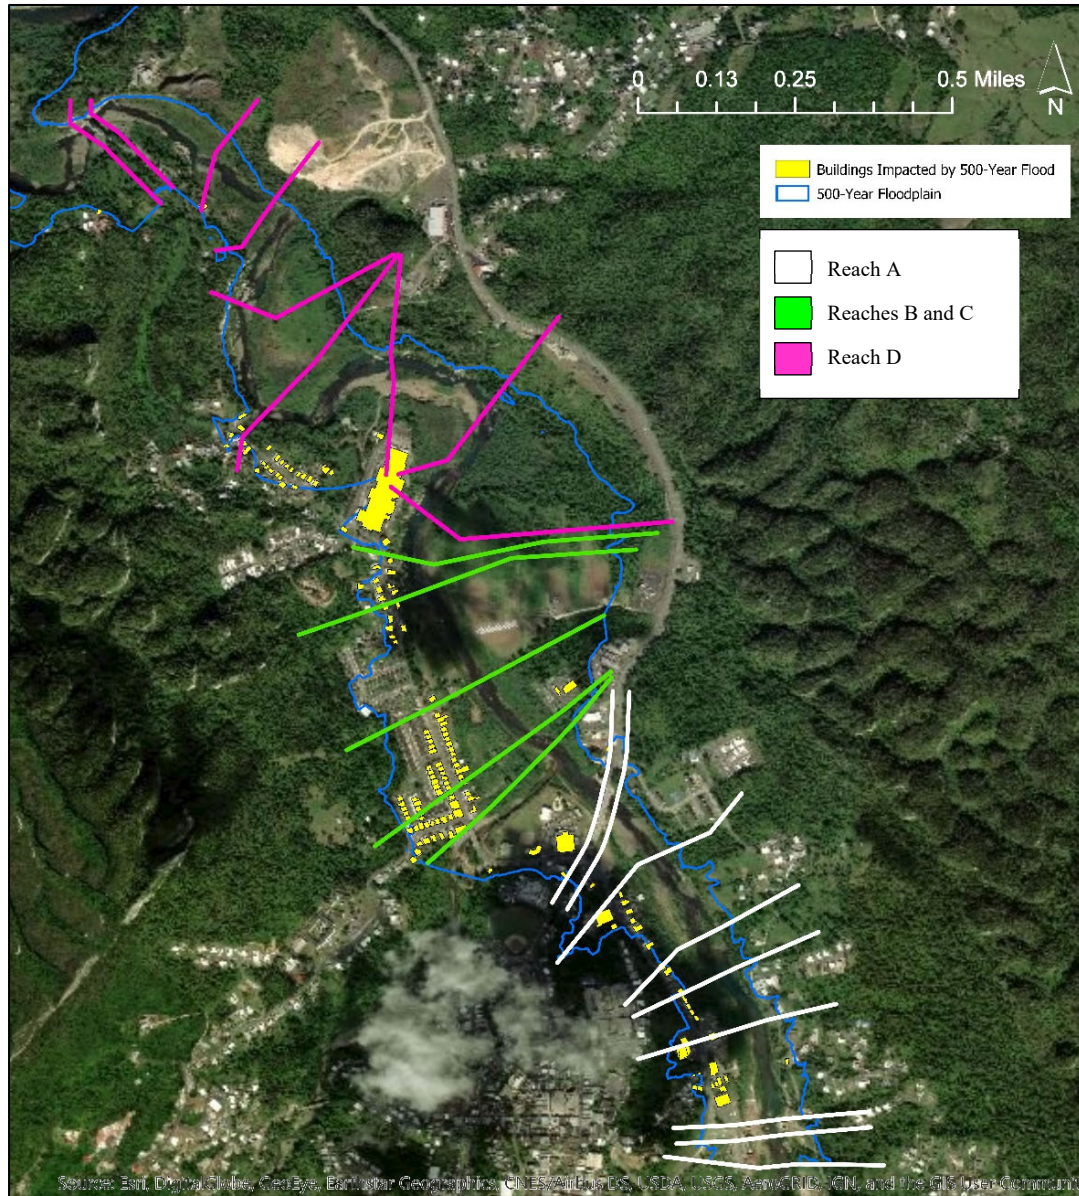 0 0.13 0.25 0.5 Miles
N
Buildings Impacted by 500-Year Flood
500-Year Floodplain
Reach A
Reaches B and C
Reach D
Source: Esri, DigitalGlobe, GeoEye, Earthstar Geographics, CNES/Airbus DS, USDA, USGS, AeroGRID, IGN, and the GIS User Communi